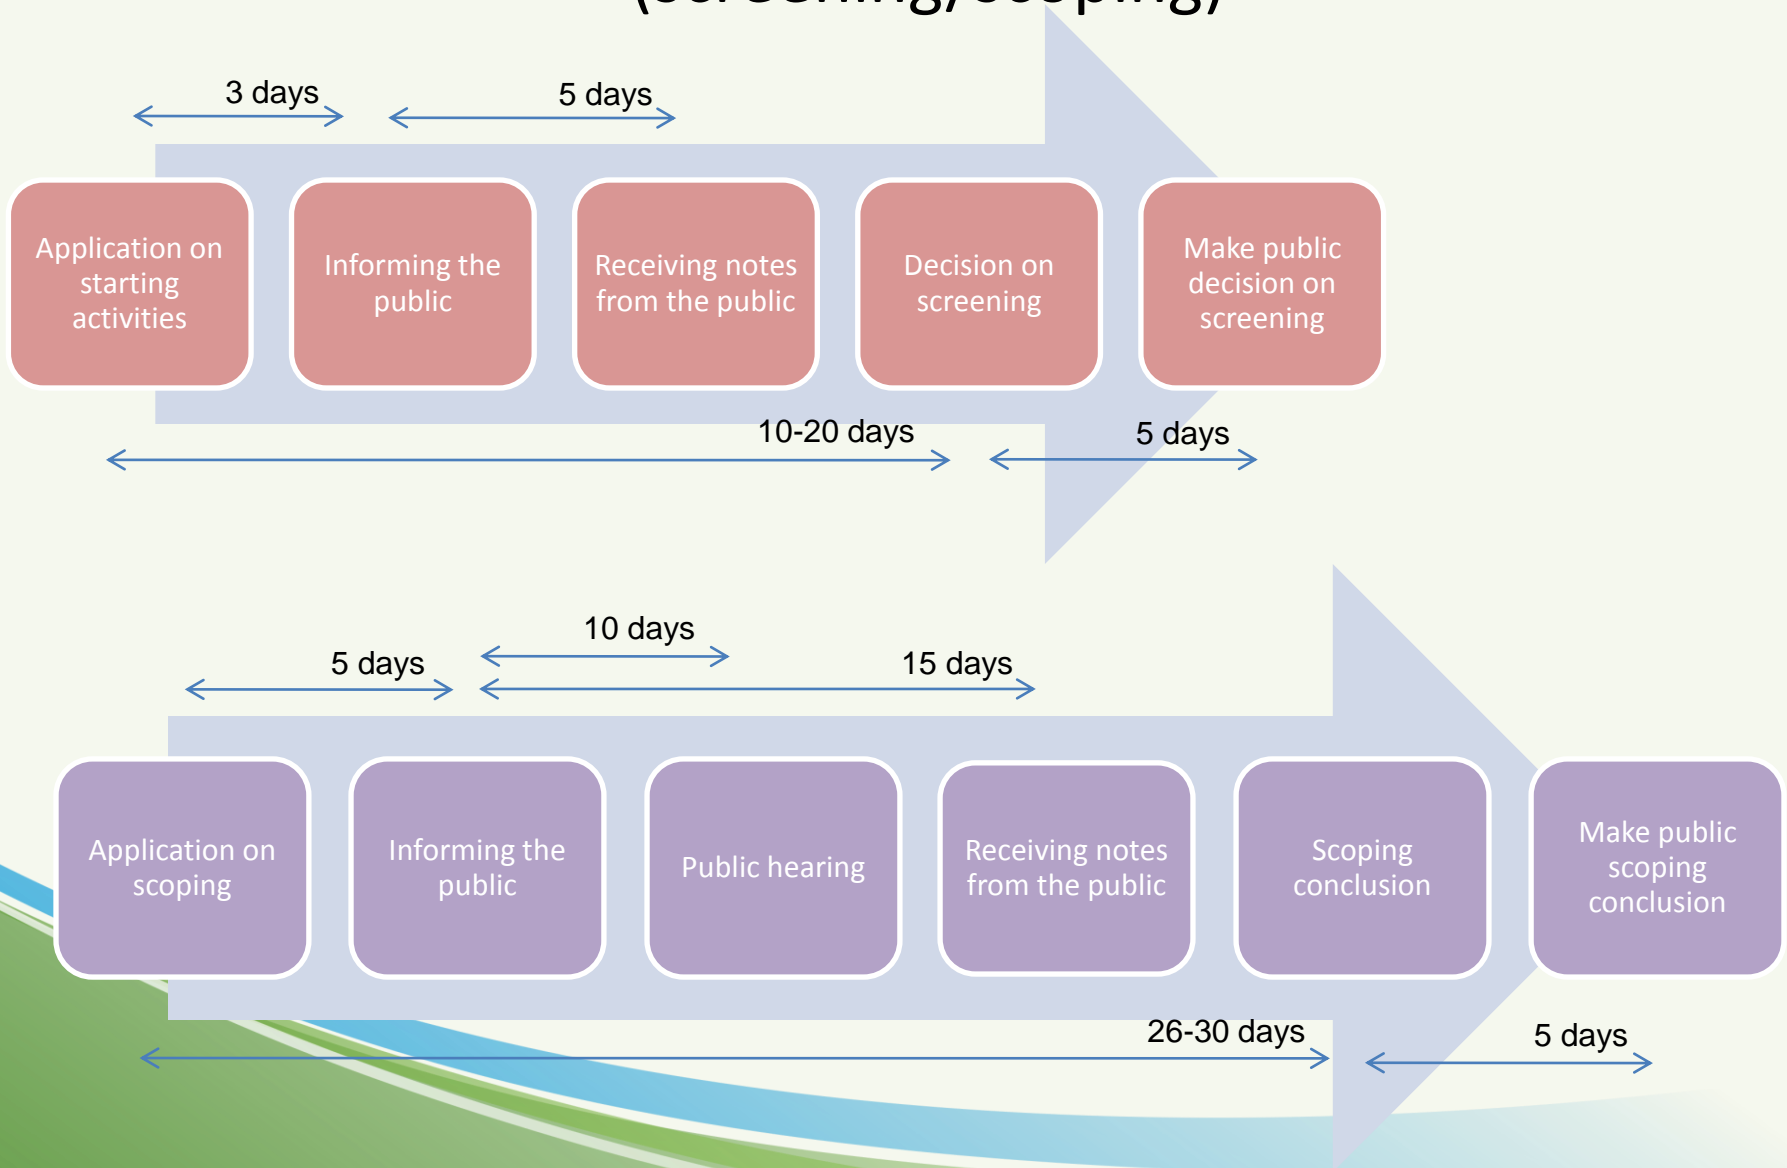 (screening/scoping)
3 days
5 days
Application on
starting
activities
Informing the
public
Receiving notes
from the public
Decision on
screening
Make public
decision on
screening
10-20 days
5 days
10 days
5 days
15 days
Application on
scoping
Informing the
public
Public hearing
Receiving notes
from the public
Scoping
conclusion
Make public
scoping
conclusion
26-30 days
5 days